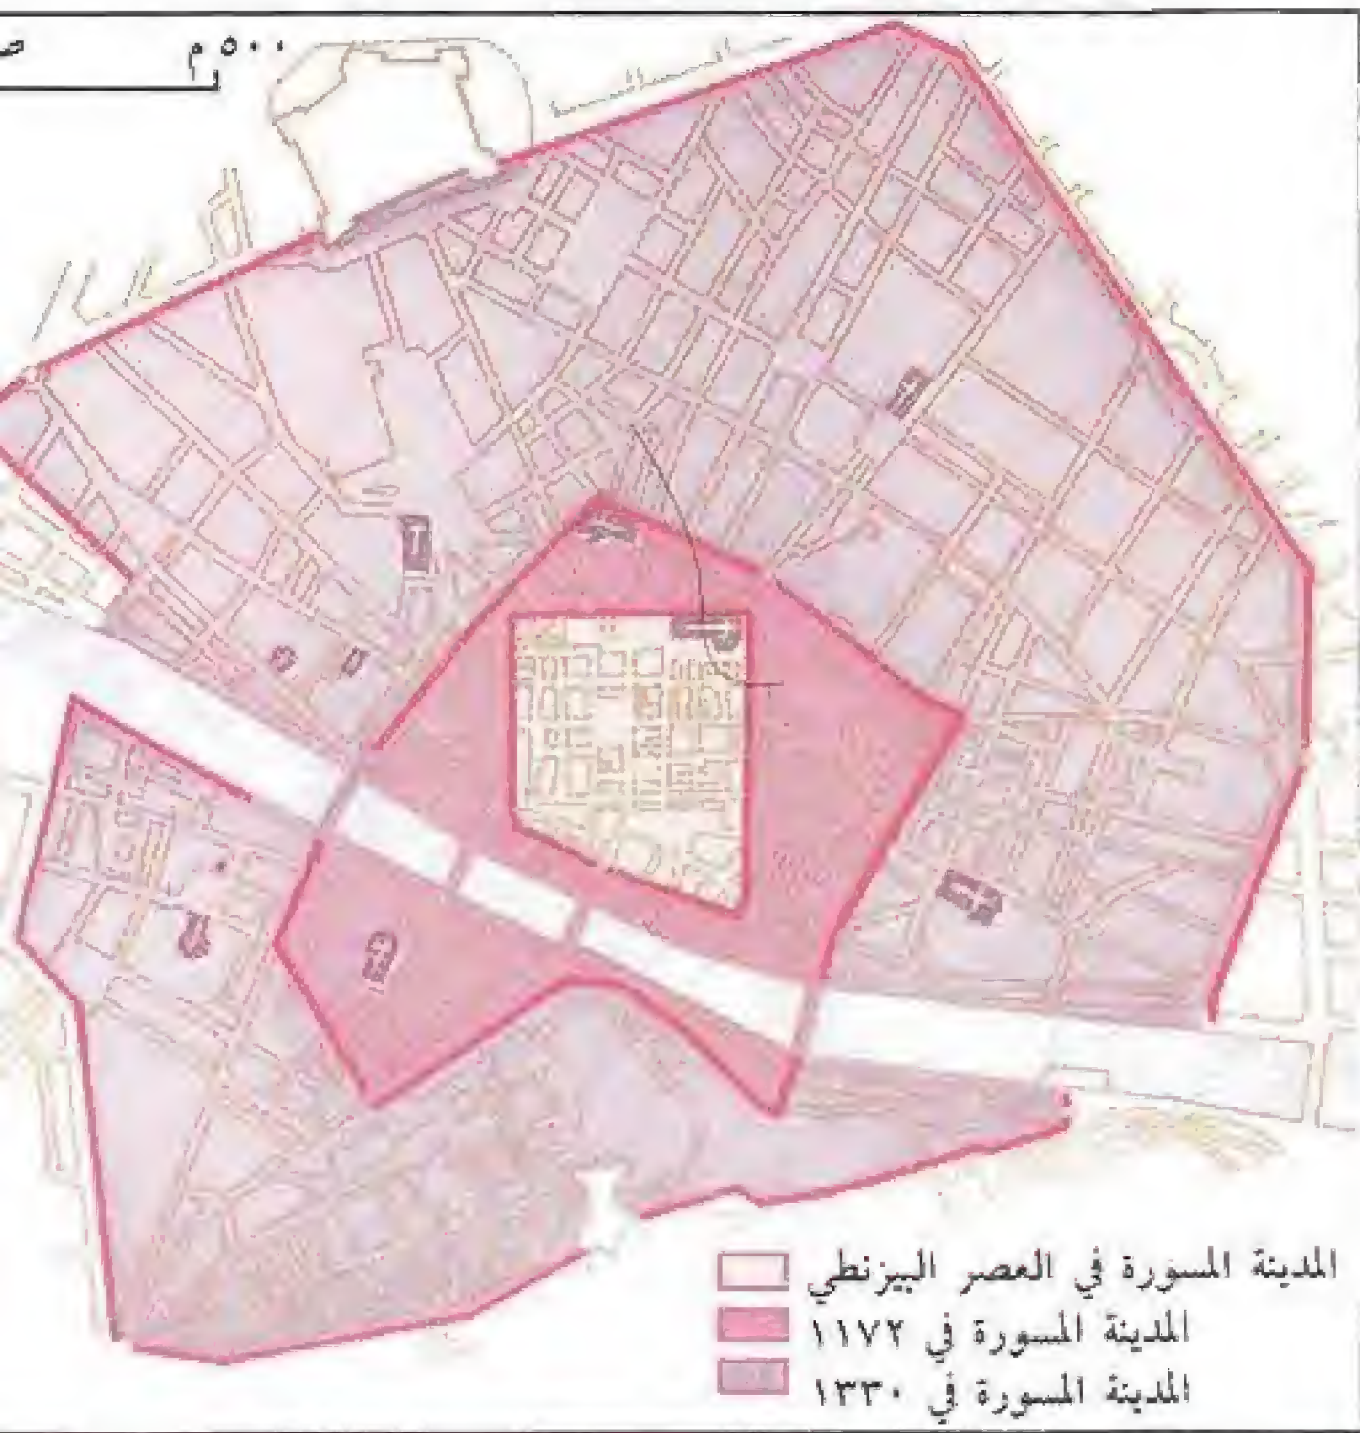 ٥٠٠ م
المدينة المسورة في العصر البيزنطي
المدينة المسورة في ١١٧٢
المدينة المسورة في ١٣٣٠